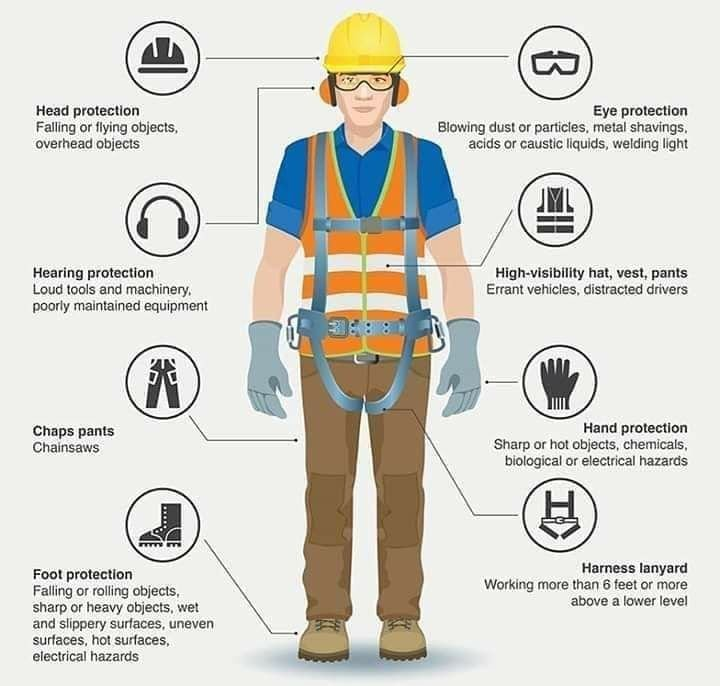 Head protection
Falling or flying objects,
overhead objects
Hearing protection
Loud tools and machinery,
poorly maintained equipment
Chaps pants
Chainsaws
Foot protection
Falling or rolling objects,
sharp or heavy objects, wet
and slippery surfaces, uneven
surfaces, hot surfaces,
electrical hazards
Eye protection
Blowing dust or particles, metal shavings,
acids or caustic liquids, welding light
High-visibility hat, vest, pants
Errant vehicles, distracted drivers
Hand protection
Sharp or hot objects, chemicals,
biological or electrical hazards
Harness lanyard
Working more than 6 feet or more
above a lower level